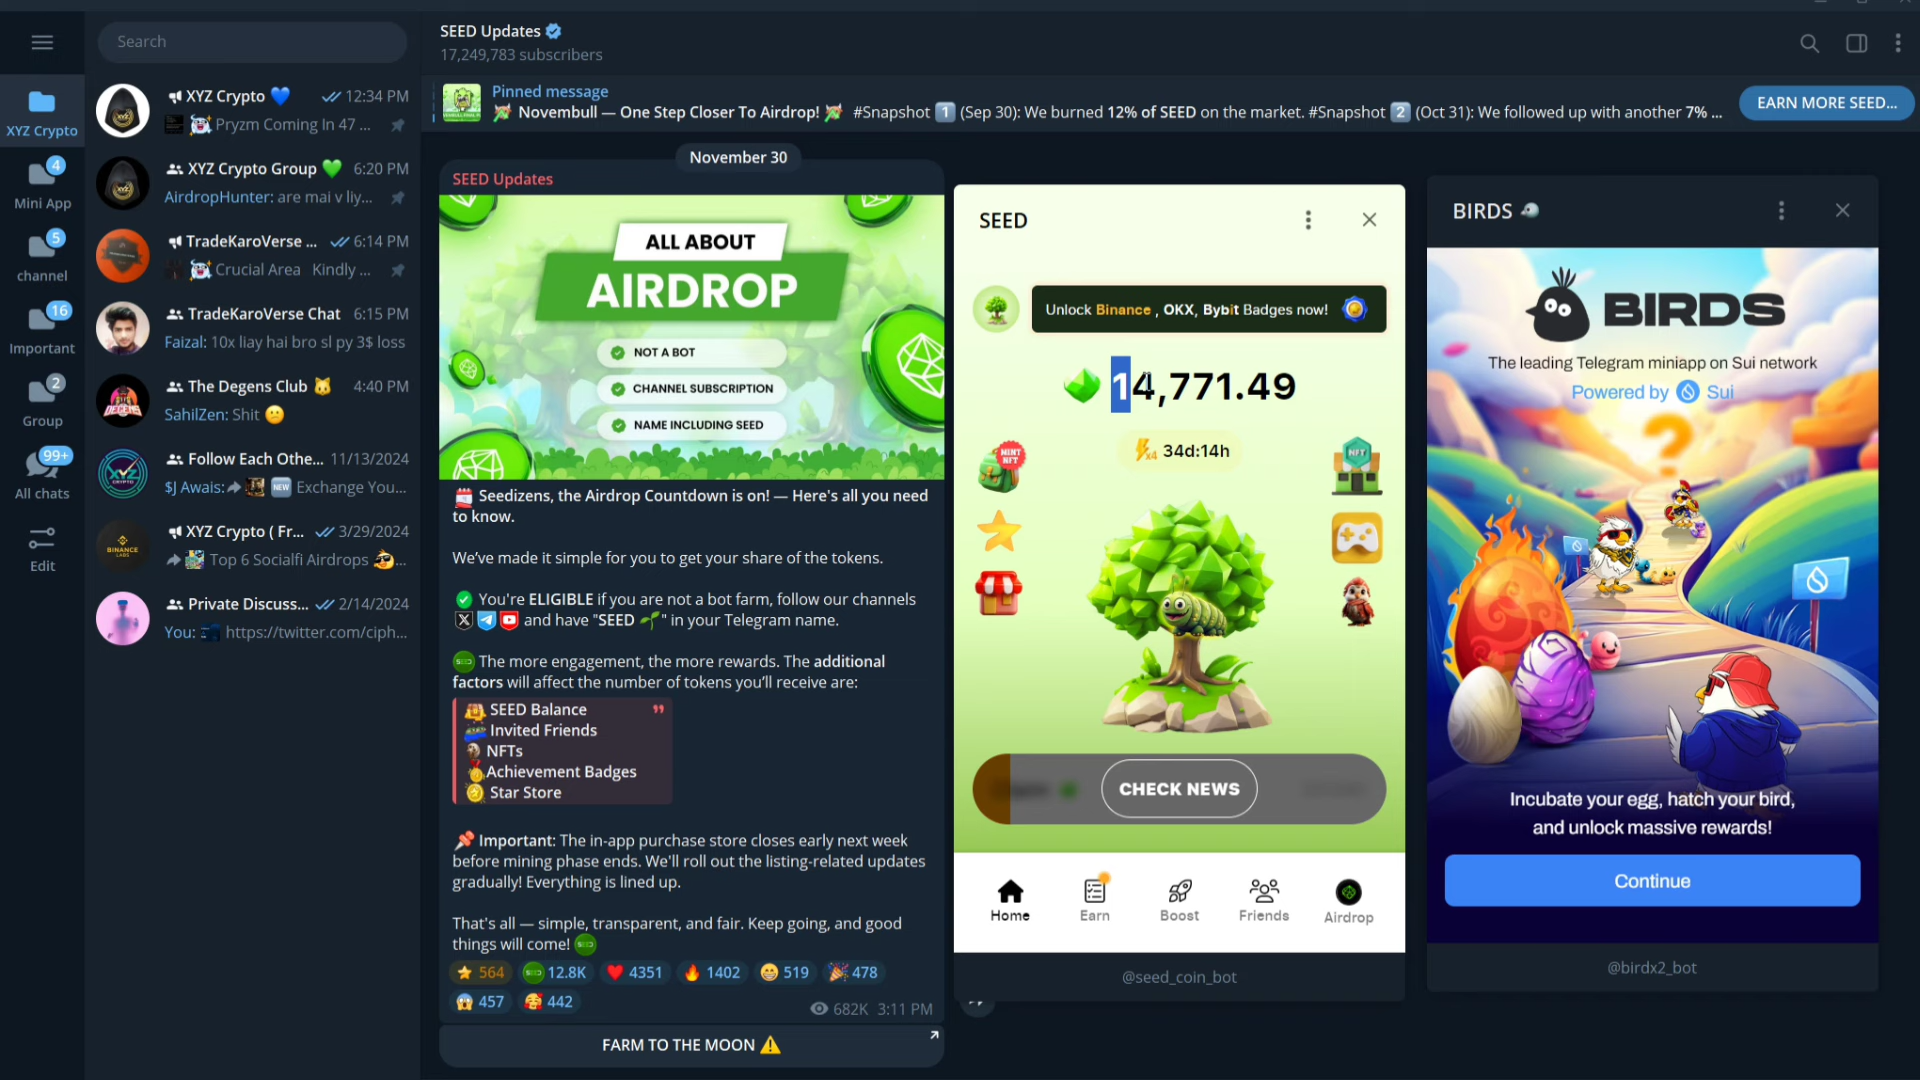 Search
XYZ Crypto
Mini App
4
channel
5
Important
16
Group
2
All chats
99+
Edit
XYZ Crypto 💙 12:34 PM
Pryzm Coming In 47 ...
XYZ Crypto Group 💚 6:20 PM
AirdropHunter: are mai v liy...
TradeKaroVerse ... 6:14 PM
Crucial Area Kindly ...
TradeKaroVerse Chat 6:15 PM
Faizal: 10x liay hai bro sl py 3$ loss
The Degens Club 🐱 4:40 PM
SahilZen: Shit 😕
Follow Each Othe... 11/13/2024
$J Awais: NEW Exchange You...
XYZ Crypto ( Fr... 3/29/2024
Top 6 Socialfi Airdrops ...
Private Discuss... 2/14/2024
You: https://twitter.com/ciph...
SEED Updates
17,249,783 subscribers
Pinned message
Novembull — One Step Closer To Airdrop! #Snapshot 1 (Sep 30): We burned 12% of SEED on the market. #Snapshot 2 (Oct 31): We followed up with another 7% ...
EARN MORE SEED...
November 30
SEED Updates
ALL ABOUT
AIRDROP
NOT A BOT
CHANNEL SUBSCRIPTION
NAME INCLUDING SEED
Seedizens, the Airdrop Countdown is on! — Here's all you need
to know.
We've made it simple for you to get your share of the tokens.
✅ You're ELIGIBLE if you are not a bot farm, follow our channels
and have "SEED 🌱" in your Telegram name.
SEED The more engagement, the more rewards. The additional
factors will affect the number of tokens you'll receive are:
SEED Balance
Invited Friends
NFTs
Achievement Badges
Star Store
📌 Important: The in-app purchase store closes early next week
before mining phase ends. We'll roll out the listing-related updates
gradually! Everything is lined up.
That's all — simple, transparent, and fair. Keep going, and good
things will come! SEED
⭐ 564 SEED 12.8K ❤️ 4351 🔥 1402 😁 519 🎉 478
😱 457 🥰 442
682K 3:11 PM
FARM TO THE MOON ⚠️
SEED
Unlock Binance , OKX, Bybit Badges now!
14,771.49
x4 34d:14h
MINT
NFT
NFT
CHECK NEWS
Home
Earn
Boost
Friends
Airdrop
@seed_coin_bot
BIRDS
BIRDS
The leading Telegram miniapp on Sui network
Powered by Sui
Incubate your egg, hatch your bird,
and unlock massive rewards!
Continue
@birdx2_bot